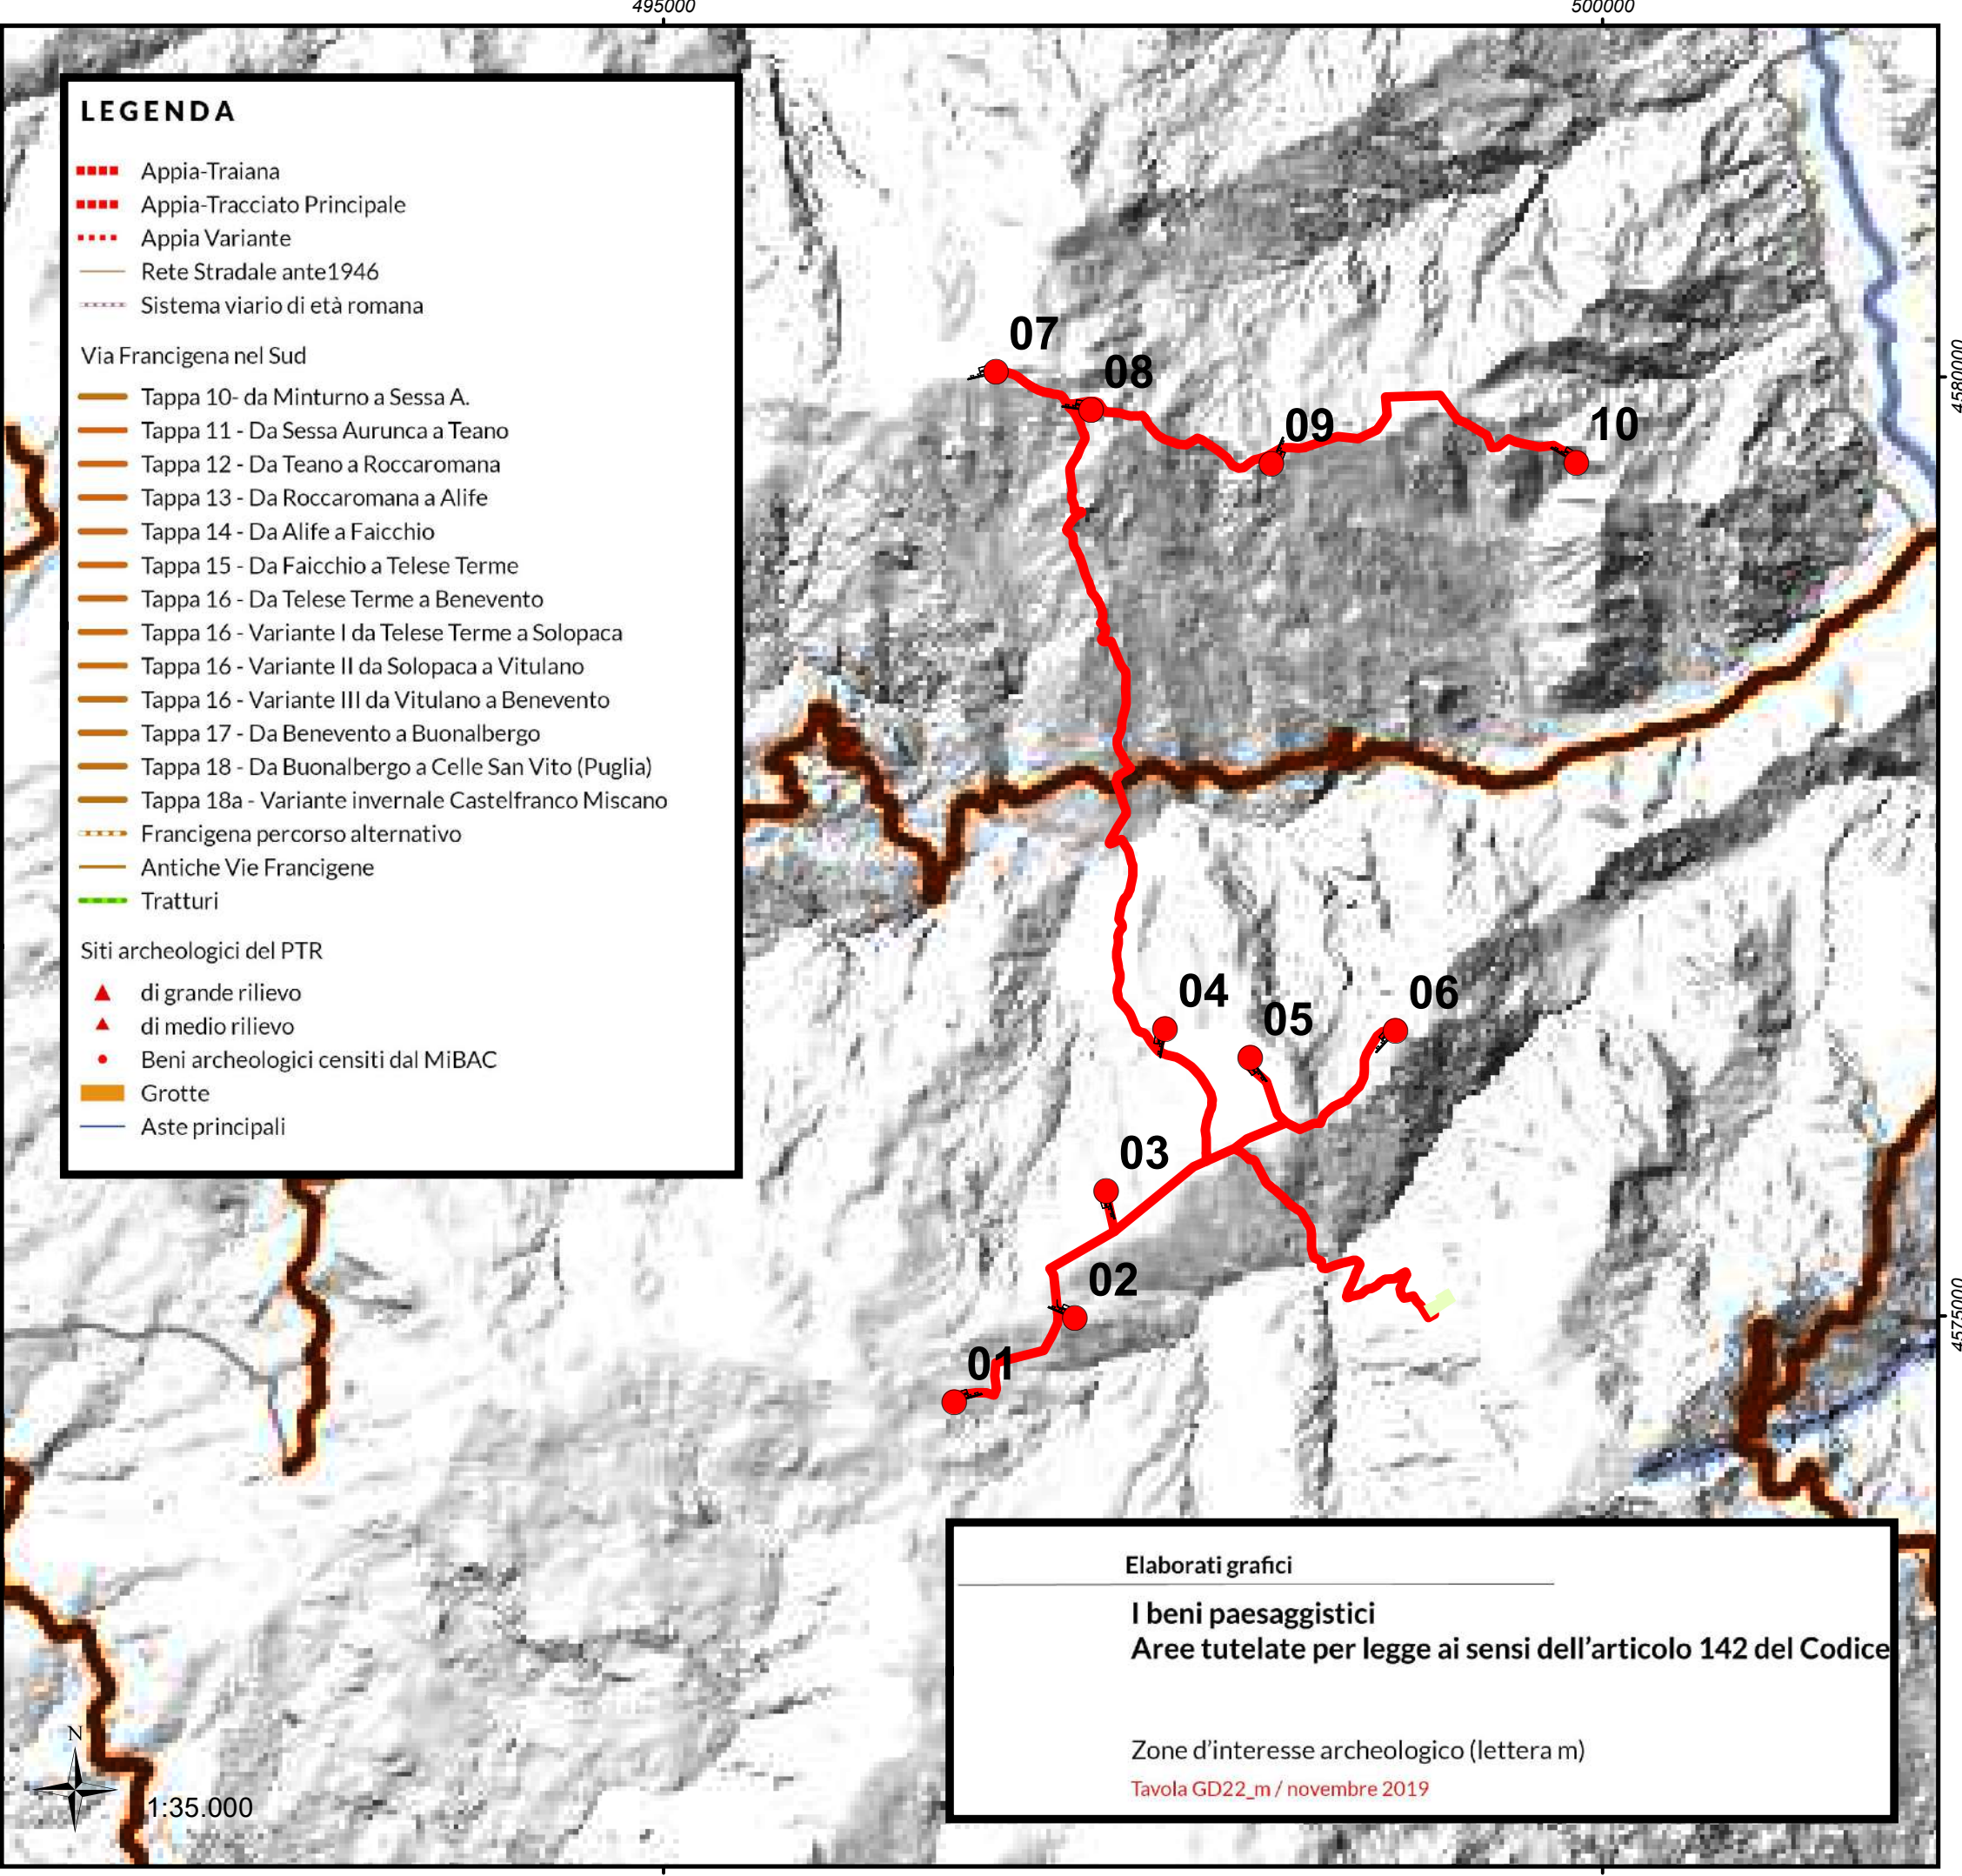 495000
500000
LEGENDA
Appia-Traiana
Appia-Tracciato Principale
Appia Variante
Rete Stradale ante1946
Sistema viario di età romana
Via Francigena nel Sud
Tappa 10- da Minturno a Sessa A.
Tappa 11 - Da Sessa Aurunca a Teano
Tappa 12 - Da Teano a Roccaromana
Tappa 13 - Da Roccaromana a Alife
Tappa 14 - Da Alife a Faicchio
Tappa 15 - Da Faicchio a Telese Terme
Tappa 16 - Da Telese Terme a Benevento
Tappa 16 - Variante I da Telese Terme a Solopaca
Tappa 16 - Variante II da Solopaca a Vitulano
Tappa 16 - Variante III da Vitulano a Benevento
Tappa 17 - Da Benevento a Buonalbergo
Tappa 18 - Da Buonalbergo a Celle San Vito (Puglia)
Tappa 18a - Variante invernale Castelfranco Miscano
Francigena percorso alternativo
Antiche Vie Francigene
Tratturi
Siti archeologici del PTR
di grande rilievo
di medio rilievo
Beni archeologici censiti dal MiBAC
Grotte
Aste principali
07
08
09
10
4580000
04
05
06
03
02
01
4575000
Elaborati grafici
I beni paesaggistici
Aree tutelate per legge ai sensi dell'articolo 142 del Codice
Zone d'interesse archeologico (lettera m)
Tavola GD22_m / novembre 2019
N
1:35.000